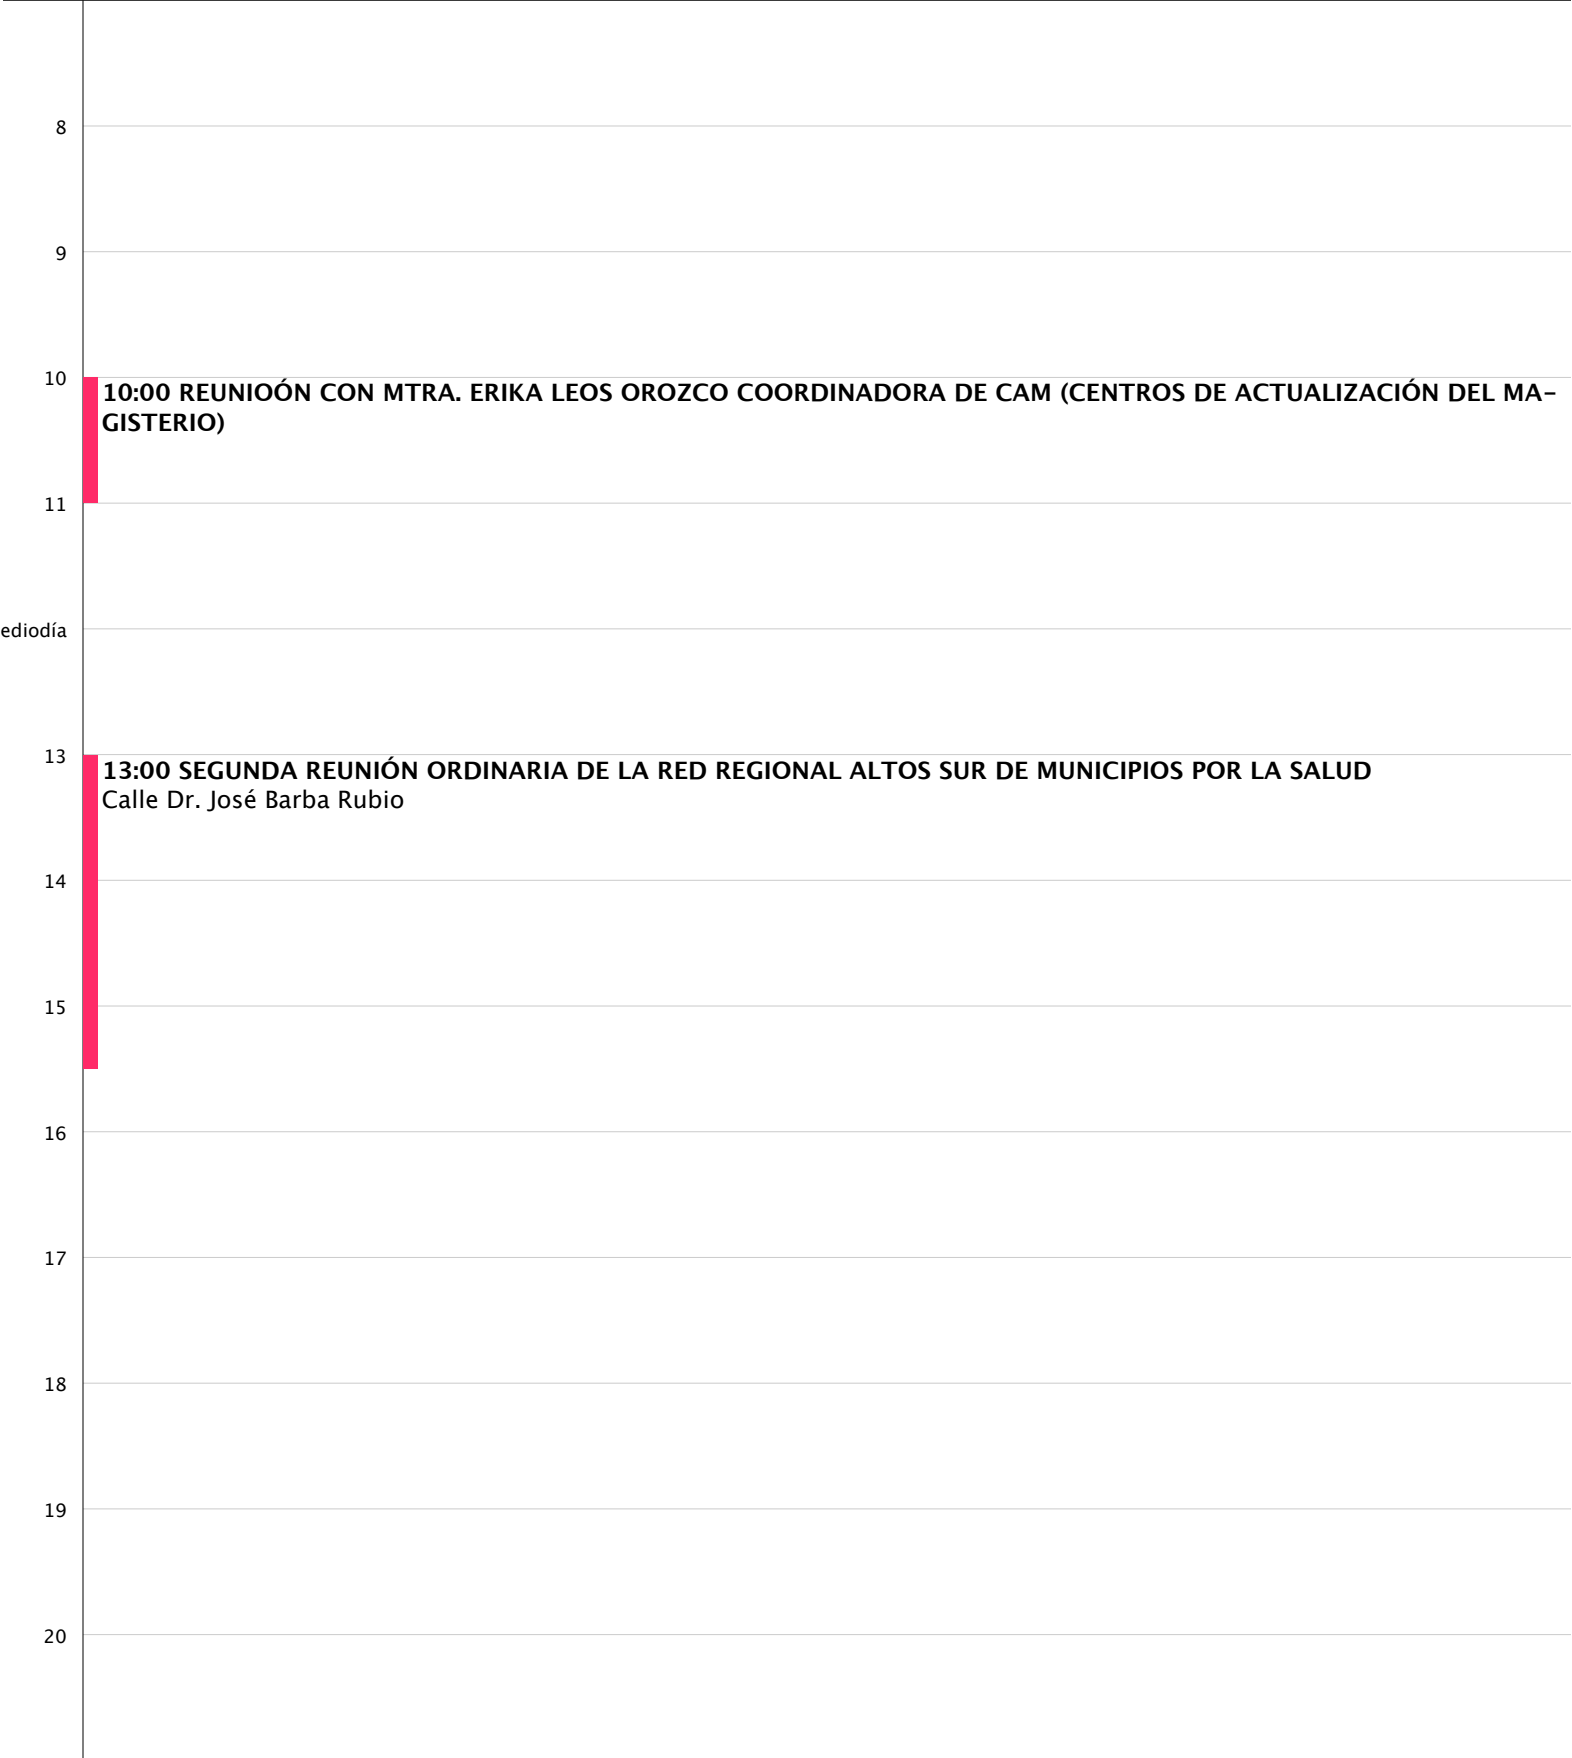 8
9
10
10:00 REUNIOÓN CON MTRA. ERIKA LEOS OROZCO COORDINADORA DE CAM (CENTROS DE ACTUALIZACIÓN DEL MA-
GISTERIO)
11
ediodía
13
13:00 SEGUNDA REUNIÓN ORDINARIA DE LA RED REGIONAL ALTOS SUR DE MUNICIPIOS POR LA SALUD
Calle Dr. José Barba Rubio
14
15
16
17
18
19
20